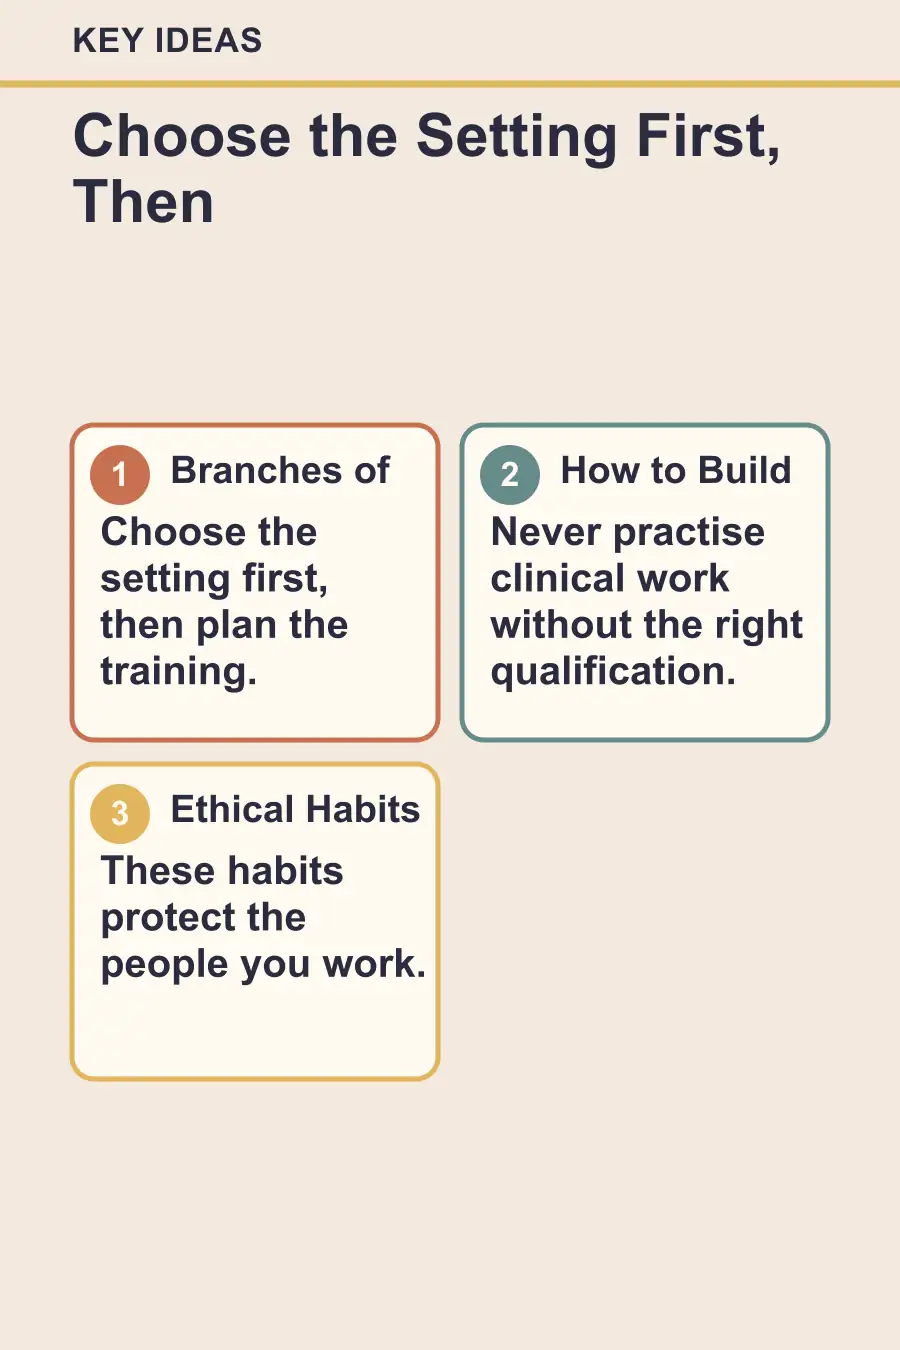 KEY IDEAS
Choose the Setting First,
Then
1 Branches of
Choose the
setting first,
then plan the
training.
2 How to Build
Never practise
clinical work
without the right
qualification.
3 Ethical Habits
These habits
protect the
people you work.